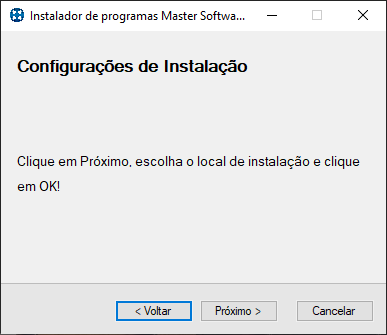 Instalador de programas Master Softwa...
Configurações de Instalação
Clique em Próximo, escolha o local de instalação e clique
em OK!
< Voltar
Próximo >
Cancelar